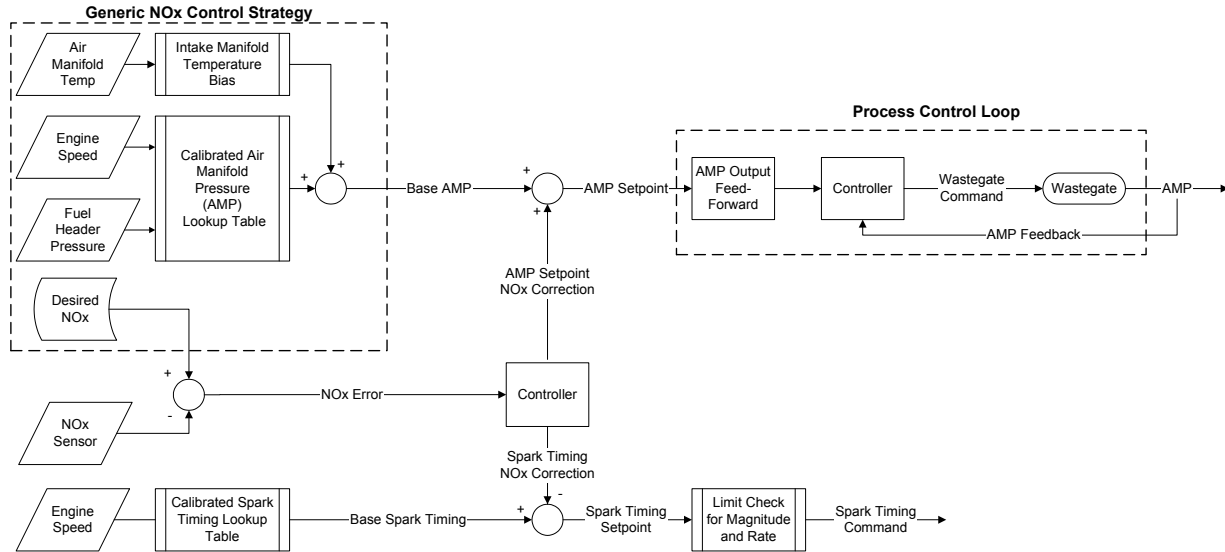 Generic NOx Control Strategy
Air
Manifold
Temp
Intake Manifold
Temperature
Bias
Engine
Speed
Calibrated Air
Manifold
Pressure
(AMP)
Lookup Table
Fuel
Header
Pressure
+
+
Base AMP
+
+
AMP Setpoint
Process Control Loop
AMP Output
Feed-
Forward
Controller
Wastegate
Command
Wastegate
AMP
AMP Feedback
AMP Setpoint
NOx Correction
Desired
NOx
+
-
NOx Error
Controller
NOx
Sensor
Spark Timing
NOx Correction
Engine
Speed
Calibrated Spark
Timing Lookup
Table
Base Spark Timing
+
-
Spark Timing
Setpoint
Limit Check
for Magnitude
and Rate
Spark Timing
Command